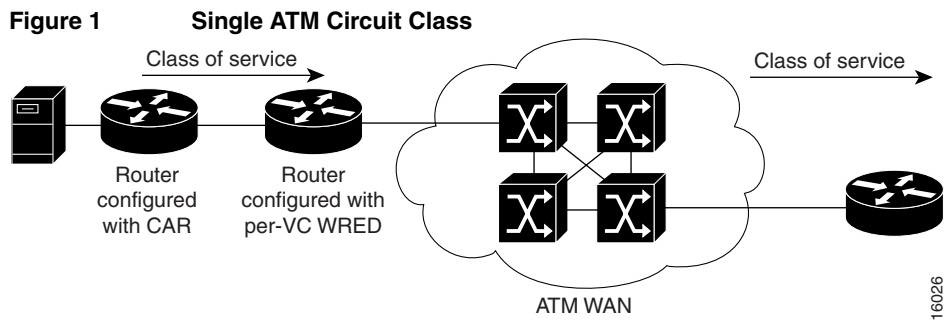 Figure 1 Single ATM Circuit Class
Class of service
Class of service
Router
configured
with CAR
Router
configured with
per-VC WRED
ATM WAN
16026